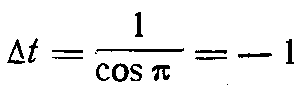 Δt = 1 / cos π = − 1